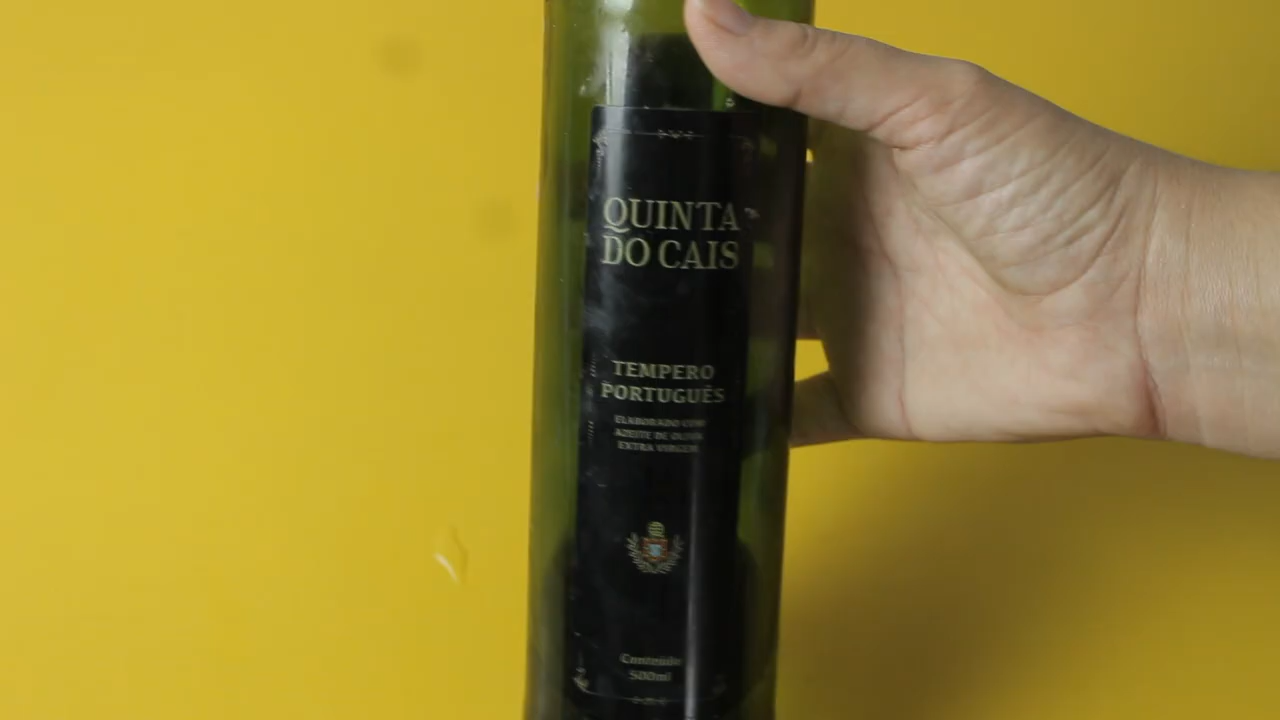 QUINTA
DO CAIS
TEMPERO
PORTUGUÊS
ELABORADO COM
AZEITE DE OLIVA
EXTRA VIRGEM
Conteúdo
500ml